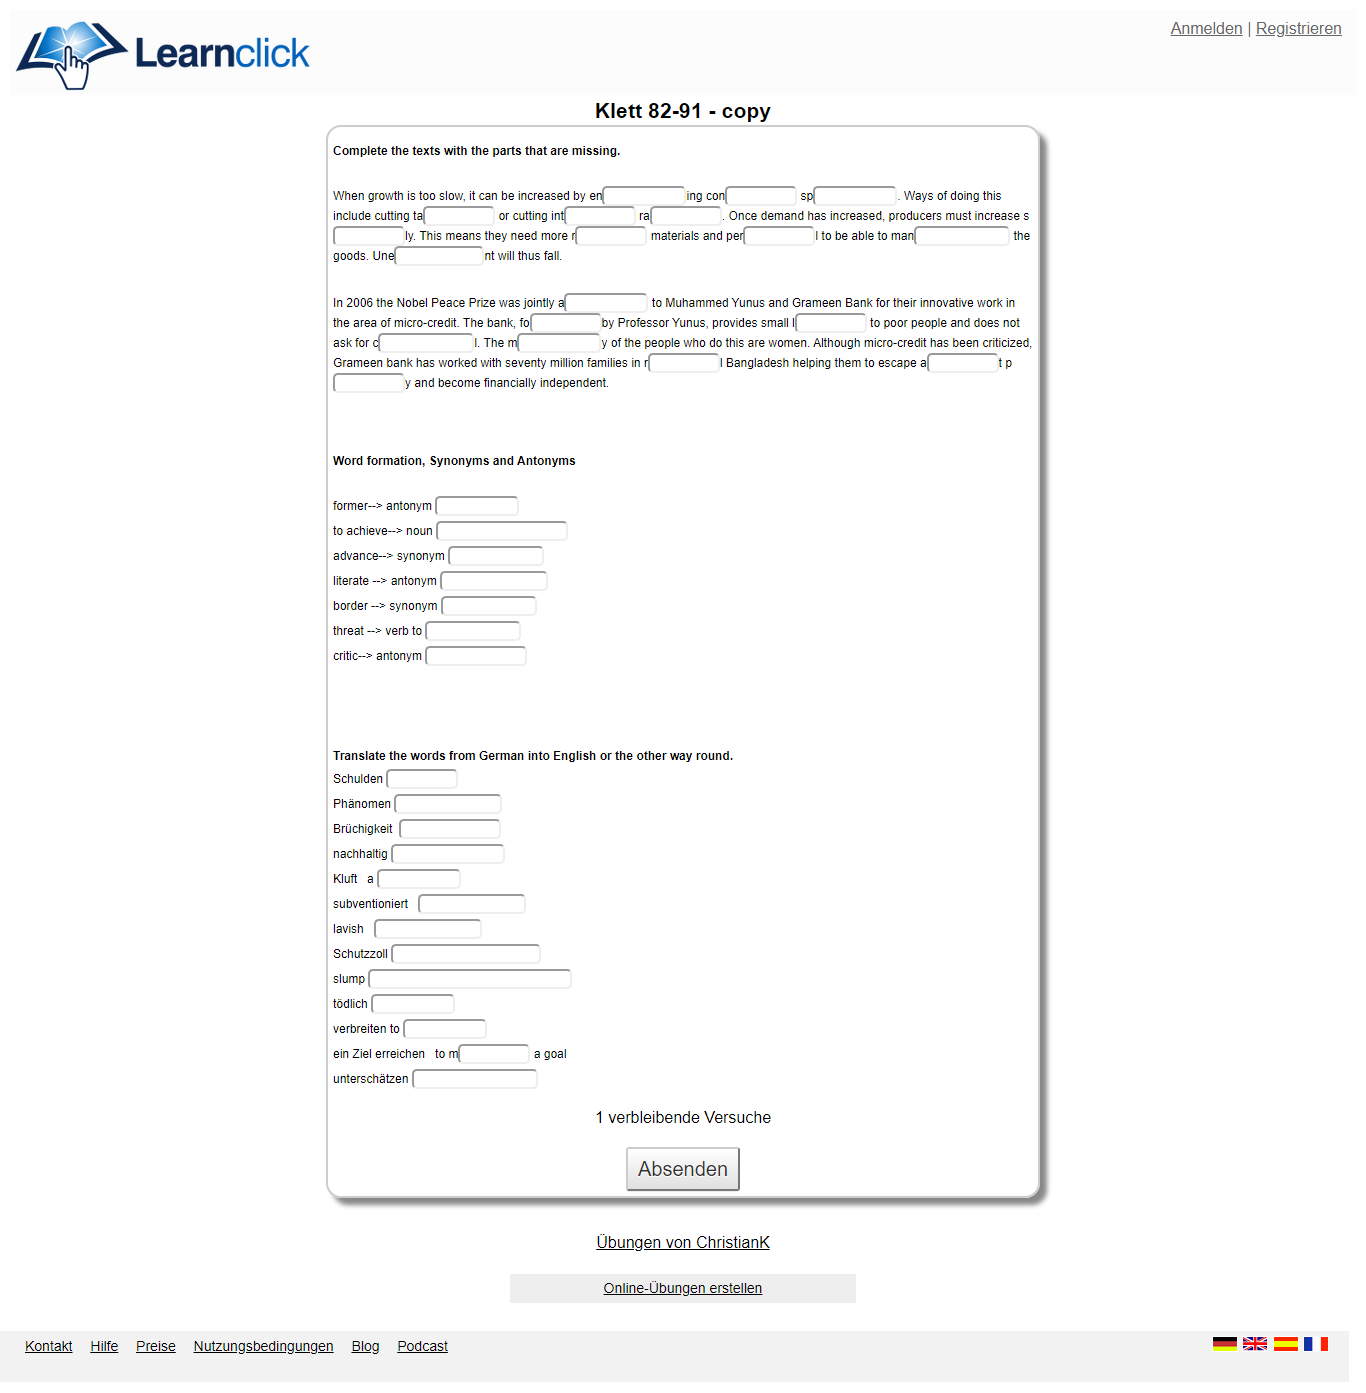 Learnclick
Anmelden | Registrieren
Klett 82-91 - copy
Complete the texts with the parts that are missing.
When growth is too slow, it can be increased by en ing con sp . Ways of doing this
include cutting ta or cutting int ra . Once demand has increased, producers must increase s
ly. This means they need more r materials and per l to be able to man the
goods. Une nt will thus fall.
In 2006 the Nobel Peace Prize was jointly a to Muhammed Yunus and Grameen Bank for their innovative work in
the area of micro-credit. The bank, fo by Professor Yunus, provides small l to poor people and does not
ask for c l. The m y of the people who do this are women. Although micro-credit has been criticized,
Grameen bank has worked with seventy million families in r l Bangladesh helping them to escape a t p
y and become financially independent.
Word formation, Synonyms and Antonyms
former--> antonym
to achieve--> noun
advance--> synonym
literate --> antonym
border --> synonym
threat --> verb to
critic--> antonym
Translate the words from German into English or the other way round.
Schulden
Phänomen
Brüchigkeit
nachhaltig
Kluft a
subventioniert
lavish
Schutzzoll
slump
tödlich
verbreiten to
ein Ziel erreichen to m a goal
unterschätzen
1 verbleibende Versuche
Absenden
Übungen von ChristianK
Online-Übungen erstellen
Kontakt Hilfe Preise Nutzungsbedingungen Blog Podcast